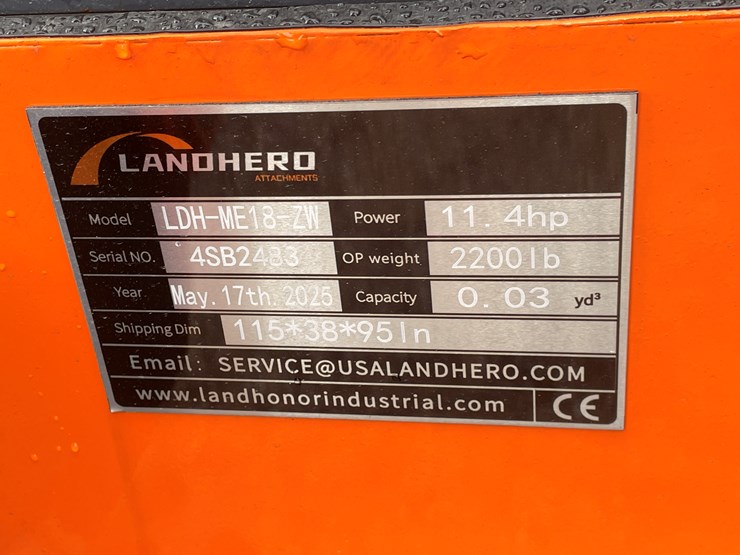 LANDHERO
ATTACHMENTS
Model LDH-ME18-ZW Power 11.4hp
Serial NO. 4SB2483 OP weight 2200lb
Year May. 17th. 2025 Capacity 0.03 yd³
Shipping Dim 115*38*95In
Email: SERVICE@USALANDHERO.COM
www.landhonorindustrial.com CE